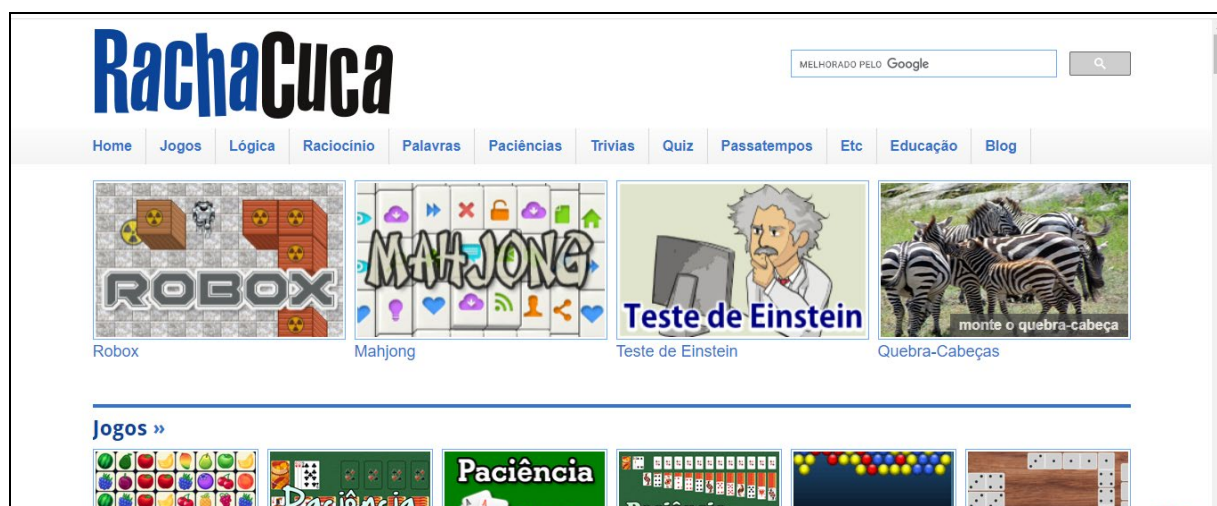 RachaCuca
MELHORADO PELO Google
Home Jogos Lógica Raciocínio Palavras Paciências Trivias Quiz Passatempos Etc Educação Blog
ROBOX
MAHJONG
Teste de Einstein
monte o quebra-cabeça
Robox
Mahjong
Teste de Einstein
Quebra-Cabeças
Jogos »
Paciência
Paciência